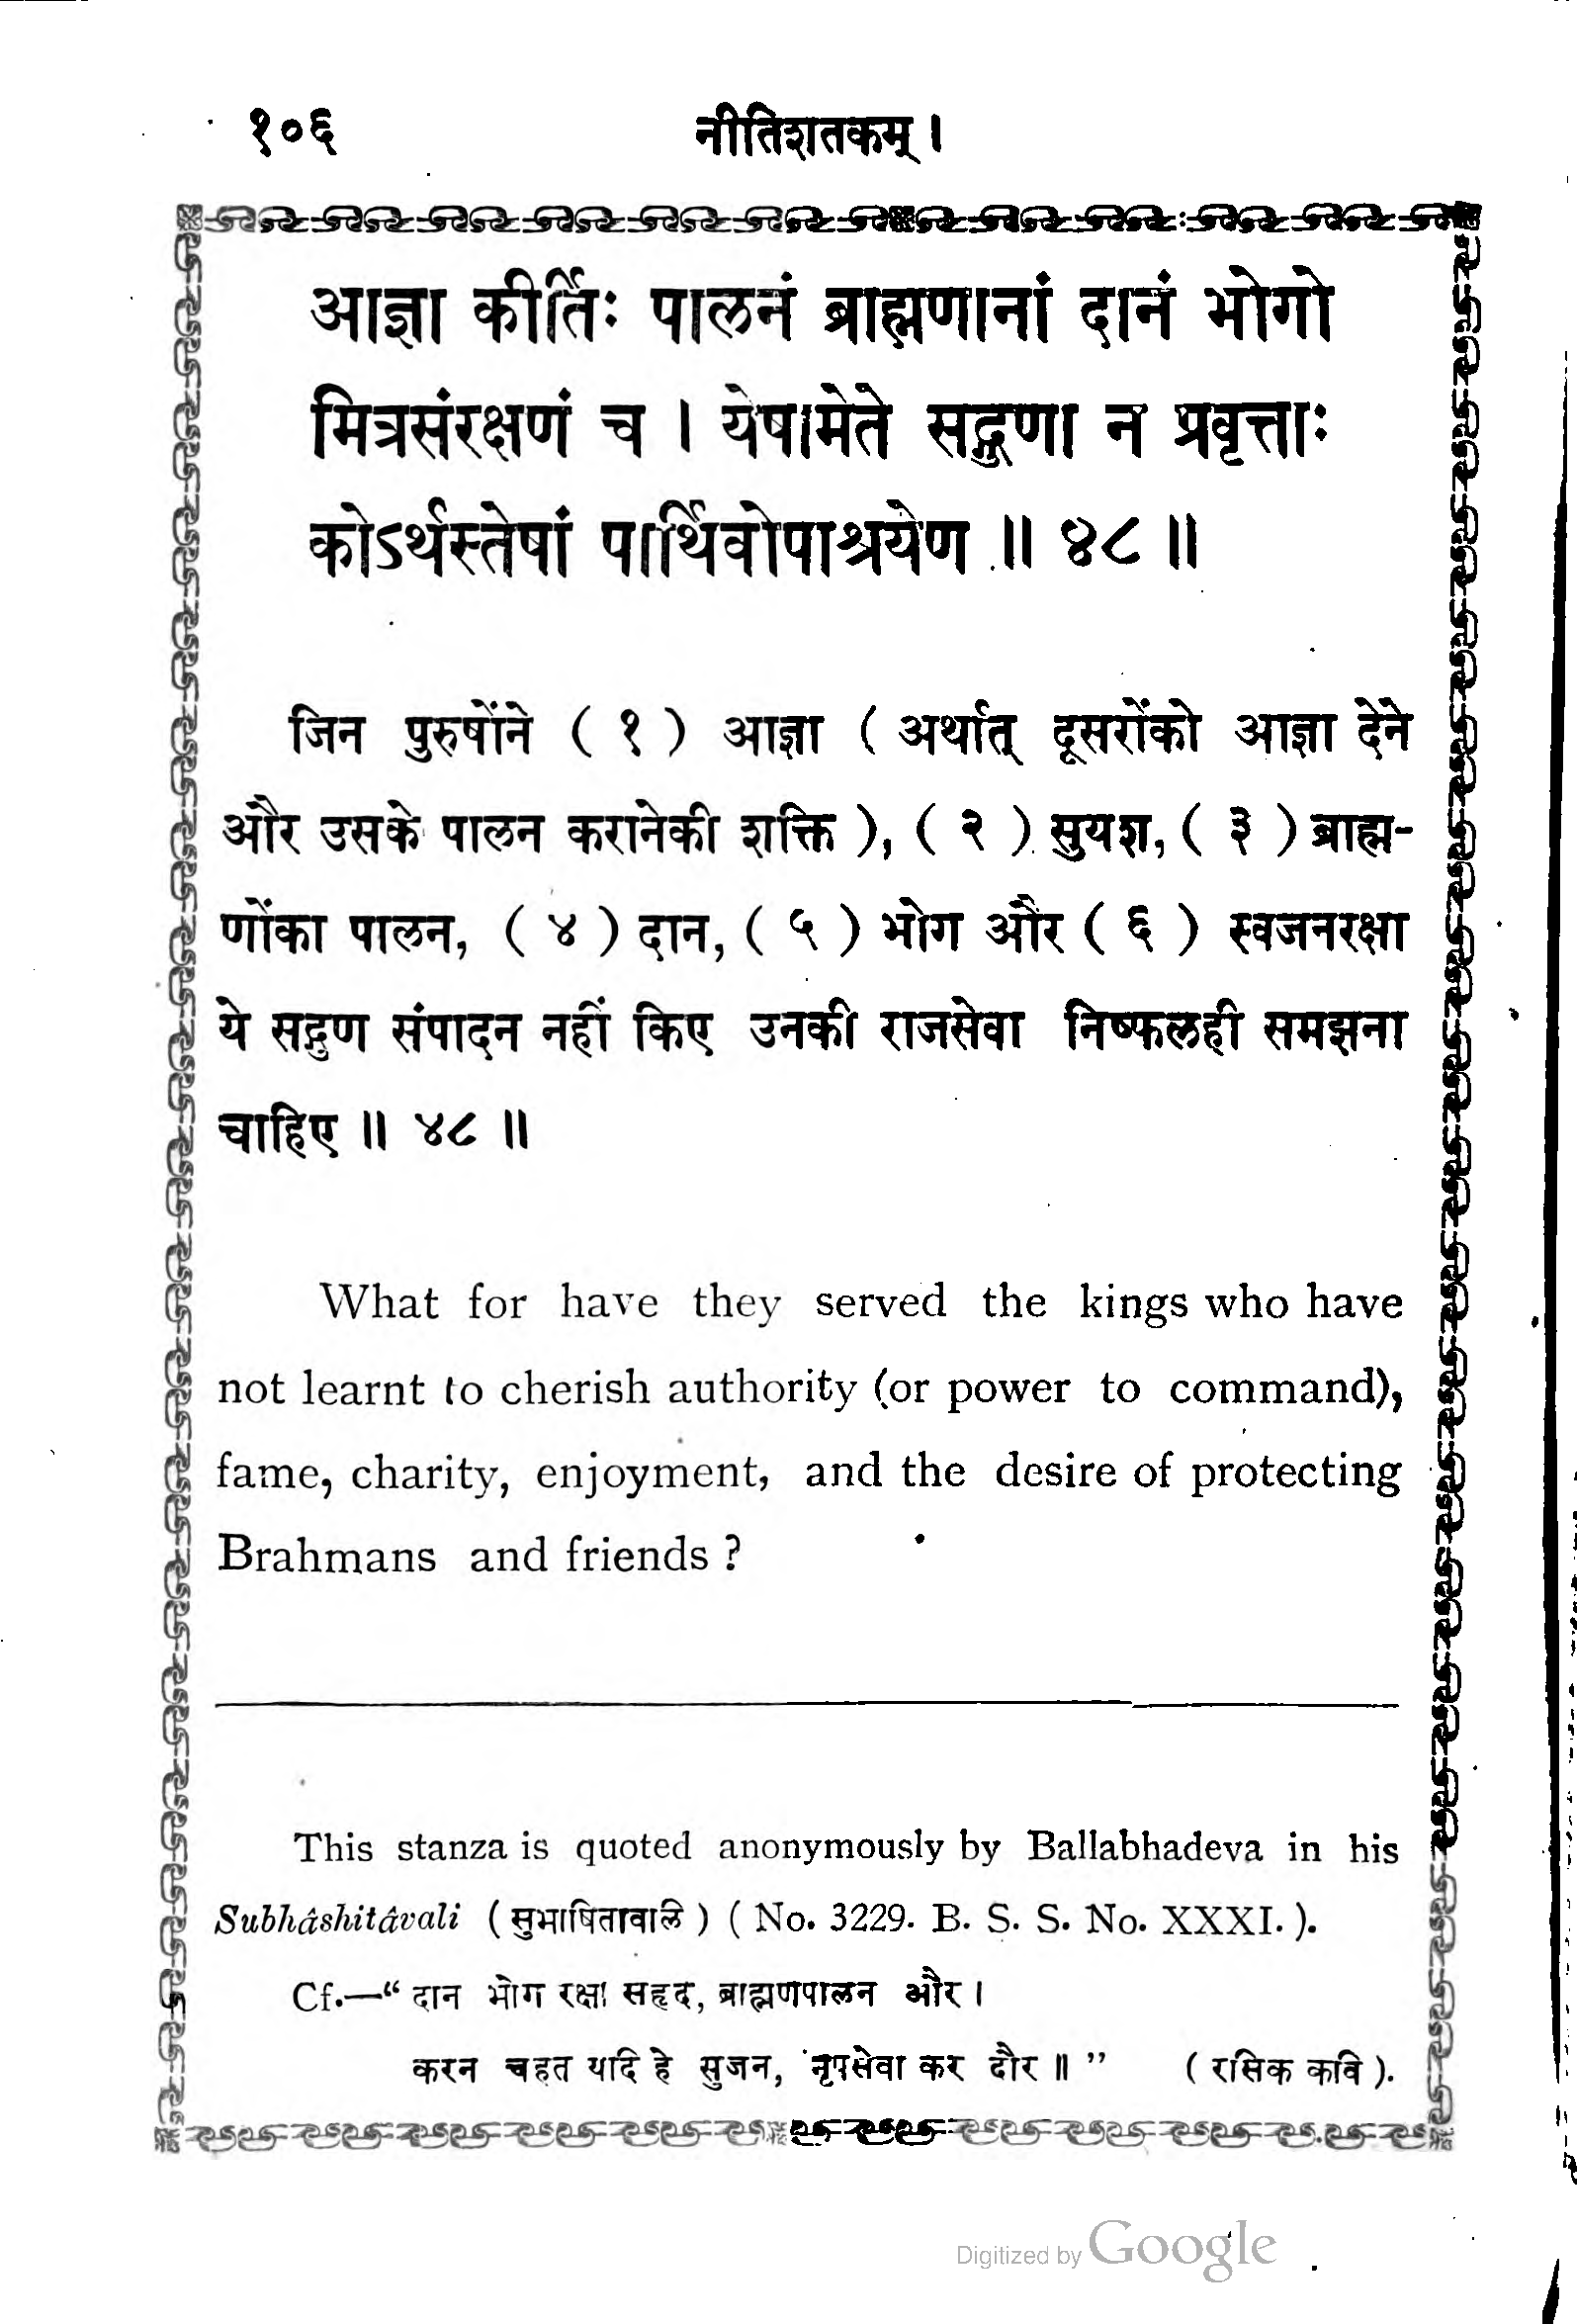 १०६ नीतिशतकम् ।
आज्ञा कीर्तिः पालनं ब्राह्मणानां दानं भोगो
मित्रसंरक्षणं च । येषामेते सद्गुणा न प्रवृत्ताः
कोऽर्थस्तेषां पार्थिवोपाश्रयेण ॥ ४८ ॥
जिन पुरुषोंने ( १ ) आज्ञा ( अर्थात् दूसरोंको आज्ञा देने
और उसके पालन करानेकी शक्ति ), ( २ ) सुयश, ( ३ ) ब्राह्म-
णोंका पालन, ( ४ ) दान, ( ५ ) भोग और ( ६ ) स्वजनरक्षा
ये सद्गुण संपादन नहीं किए उनकी राजसेवा निष्फलही समझना
चाहिए ॥ ४८ ॥
What for have they served the kings who have
not learnt to cherish authority (or power to command),
fame, charity, enjoyment, and the desire of protecting
Brahmans and friends ?
This stanza is quoted anonymously by Ballabhadeva in his
Subhâshitâvali ( सुभाषितावलि ) ( No. 3229. B. S. S. No. XXXI. ).
Cf.—“ दान भोग रक्षा सहृद, ब्राह्मणपालन और ।
करन चहत यदि हे सुजन, नृपसेवा कर दौर ॥ ” ( रसिक कवि ).
Digitized by Google